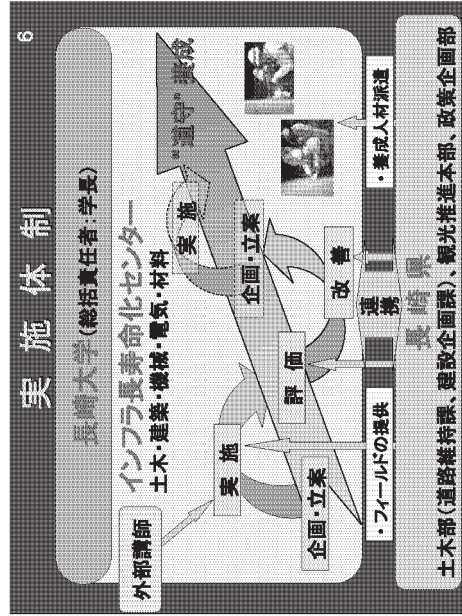 実施体制
6
長崎大学(総括責任者:学長)
インフラ長寿命化センター
土木・建築・機械・電気・材料
外部講師
“道守”養成
実施
企画・立案
実施
評価
改善
企画・立案
・フィールドの提供
連携
・養成人材派遣
長崎県
土木部(道路維持課、建設企画課)、観光推進本部、政策企画部